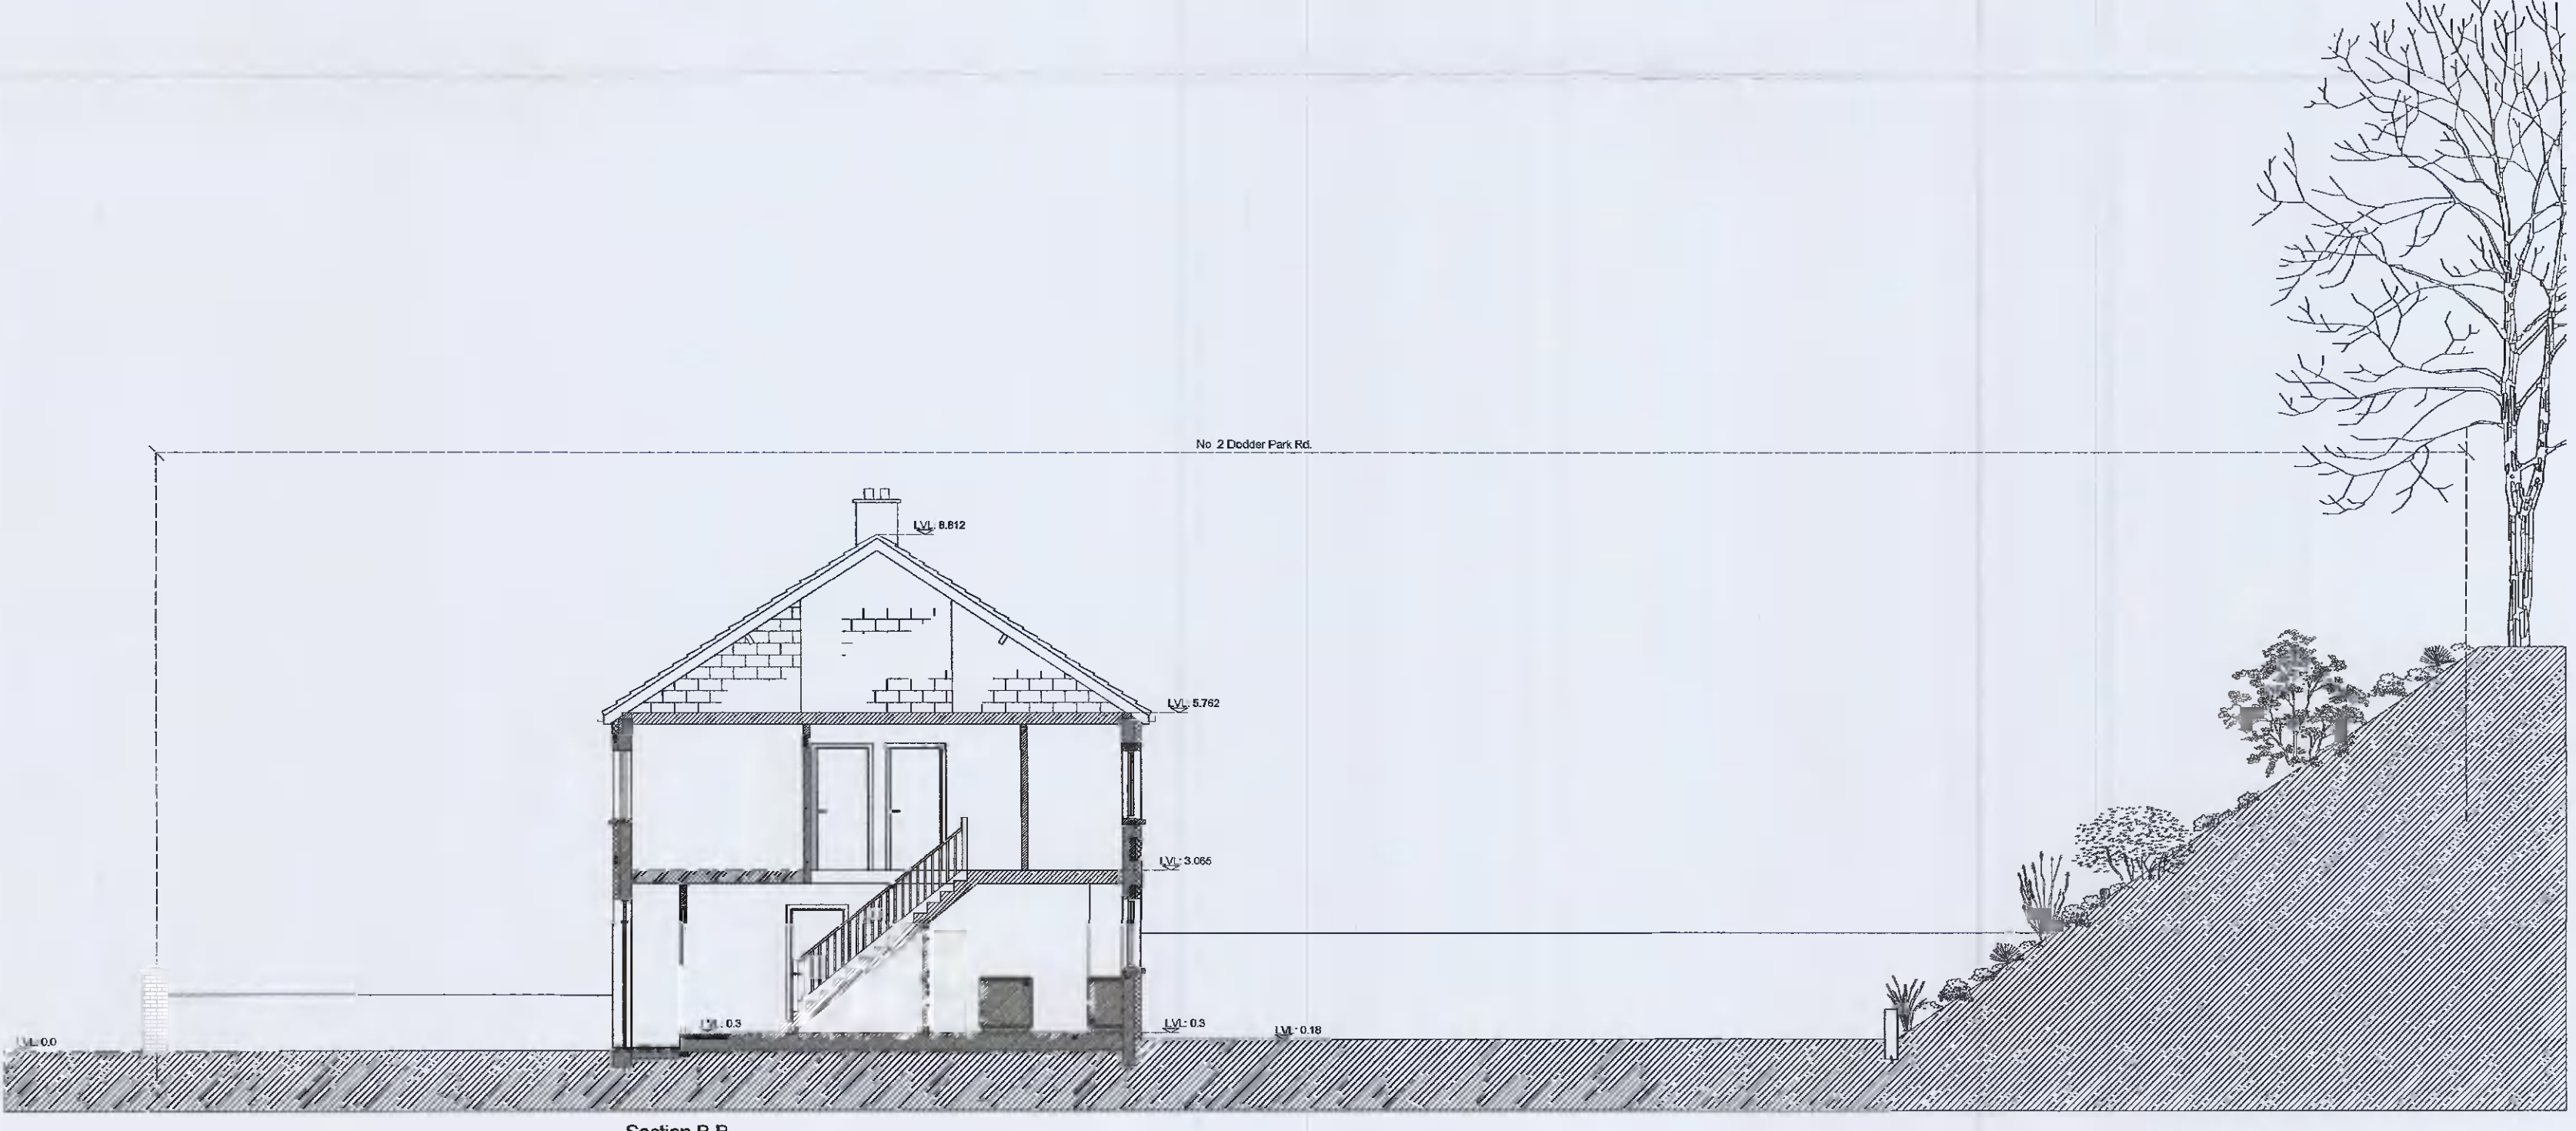 No 2 Dodder Park Rd.
LVL: 8.812
LVL: 5.762
LVL: 3.065
LVL: 0.3
LVL: 0.3
LVL: 0.18
LVL: 0.0
Section B-B